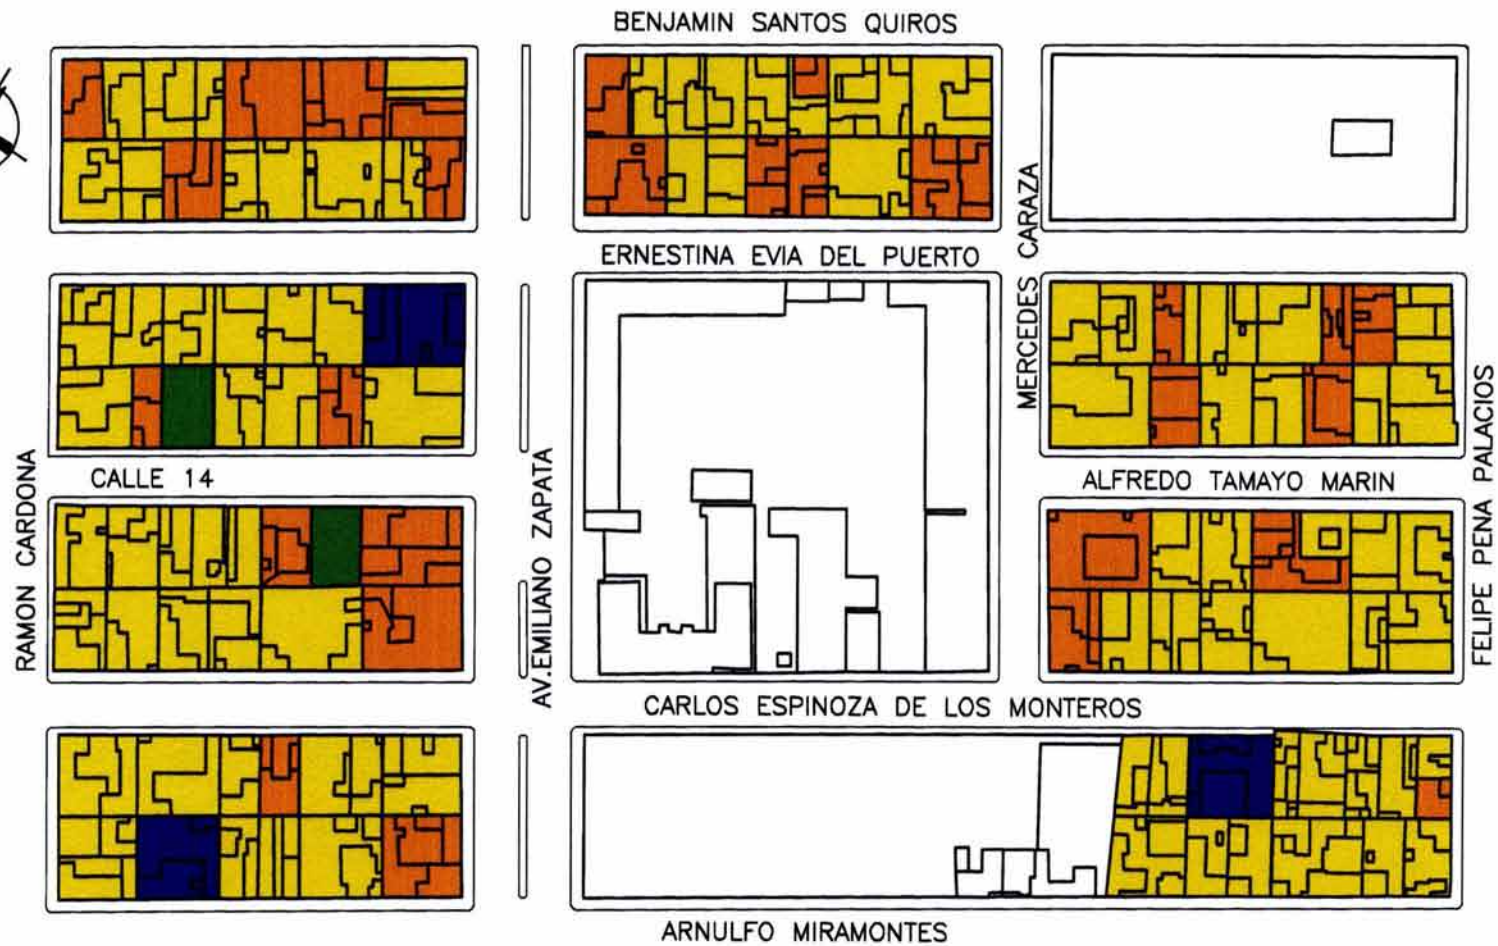 BENJAMIN SANTOS QUIROS
ERNESTINA EVIA DEL PUERTO
MERCEDES CARAZA
CALLE 14
ALFREDO TAMAYO MARIN
RAMON CARDONA
AV.EMILIANO ZAPATA
FELIPE PENA PALACIOS
CARLOS ESPINOZA DE LOS MONTEROS
ARNULFO MIRAMONTES